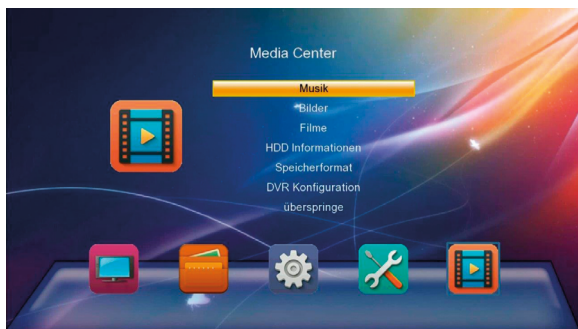 Media Center
Musik
Bilder
Filme
HDD Informationen
Speicherformat
DVR Konfiguration
überspringe